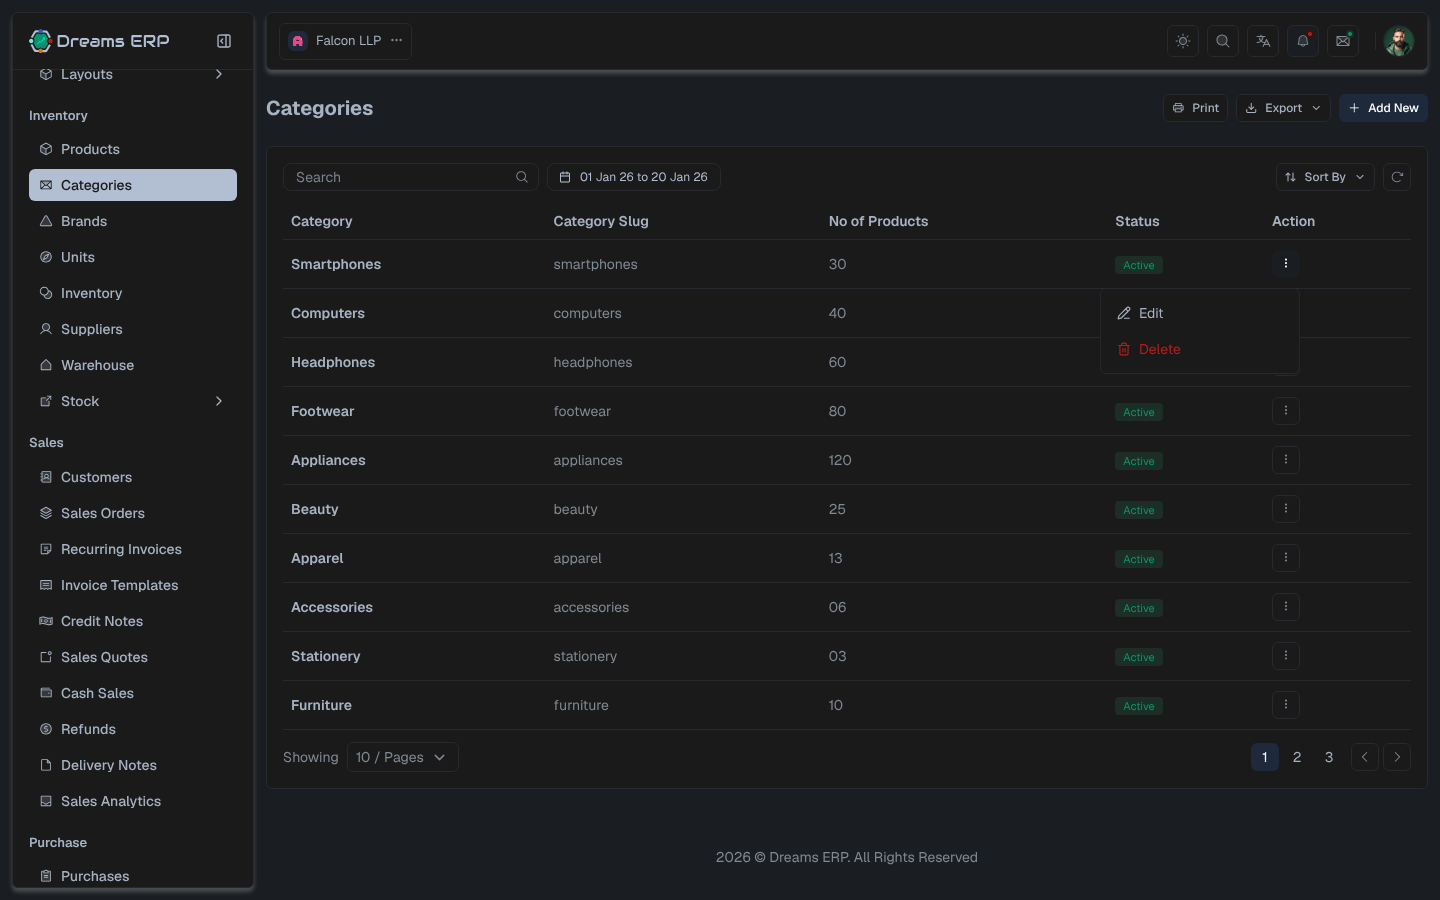 Dreams ERP
Falcon LLP
Layouts
Inventory
Products
Categories
Brands
Units
Inventory
Suppliers
Warehouse
Stock
Sales
Customers
Sales Orders
Recurring Invoices
Invoice Templates
Credit Notes
Sales Quotes
Cash Sales
Refunds
Delivery Notes
Sales Analytics
Purchase
Purchases
Categories
Print
Export
Add New
Search
01 Jan 26 to 20 Jan 26
Sort By
Category Category Slug No of Products Status Action
Smartphones smartphones 30 Active
Computers computers 40
Edit
Headphones headphones 60
Delete
Footwear footwear 80 Active
Appliances appliances 120 Active
Beauty beauty 25 Active
Apparel apparel 13 Active
Accessories accessories 06 Active
Stationery stationery 03 Active
Furniture furniture 10 Active
Showing 10 / Pages
1 2 3
2026 © Dreams ERP. All Rights Reserved